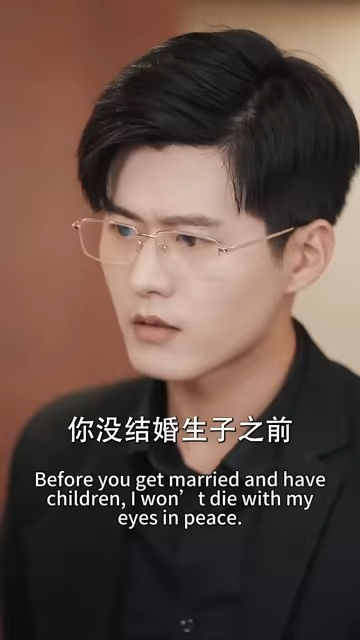 你没结婚生子之前
Before you get married and have
children, I won’t die with my
eyes in peace.